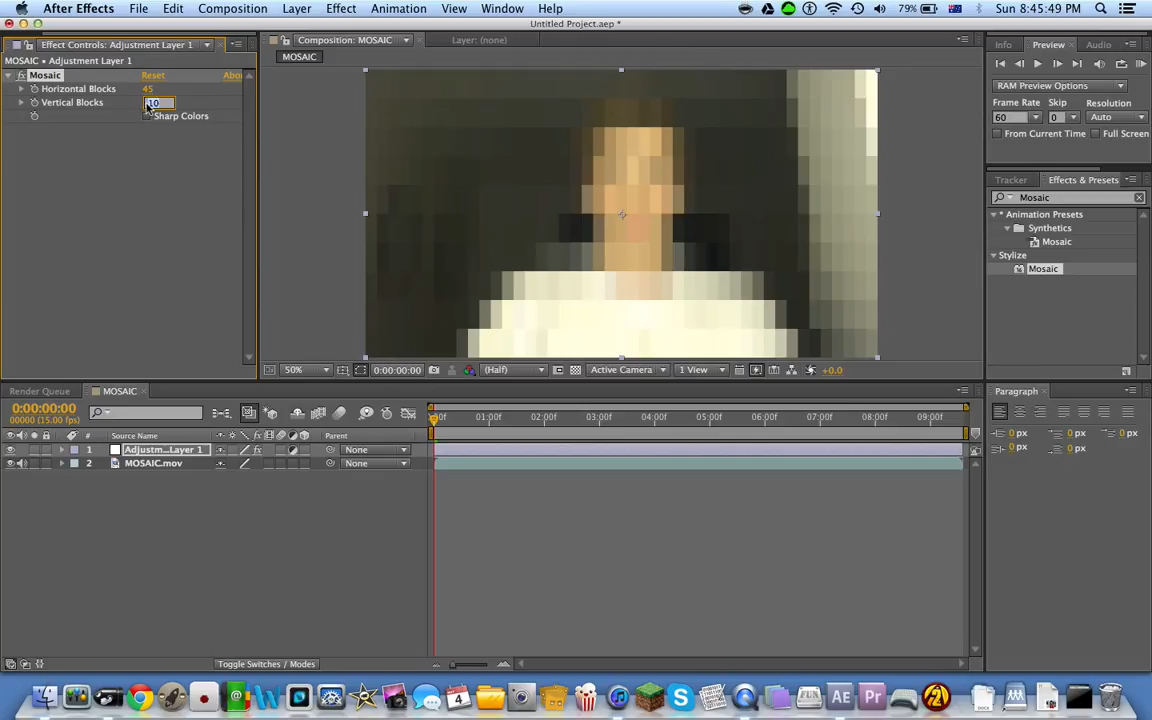 After Effects File Edit Composition Layer Effect Animation View Window Help 79% Sun 8:45:49 PM
Untitled Project.aep *
Effect Controls: Adjustment Layer 1
MOSAIC • Adjustment Layer 1
fx Mosaic Reset Abou
Horizontal Blocks 45
Vertical Blocks 10
Sharp Colors
Composition: MOSAIC Layer: (none)
MOSAIC
50% 0:00:00:00 (Half) Active Camera 1 View +0.0
Info Preview Audio
RAM Preview Options
Frame Rate Skip Resolution
60 0 Auto
From Current Time Full Screen
Tracker Effects & Presets
Mosaic
* Animation Presets
Synthetics
Mosaic
Stylize
Mosaic
Render Queue MOSAIC
0:00:00:00
00000 (15.00 fps)
00f 01:00f 02:00f 03:00f 04:00f 05:00f 06:00f 07:00f 08:00f 09:00f
# Source Name Parent
1 Adjustm...Layer 1 None
2 MOSAIC.mov None
Toggle Switches / Modes
Paragraph
0 px 0 px 0 px
0 px 0 px